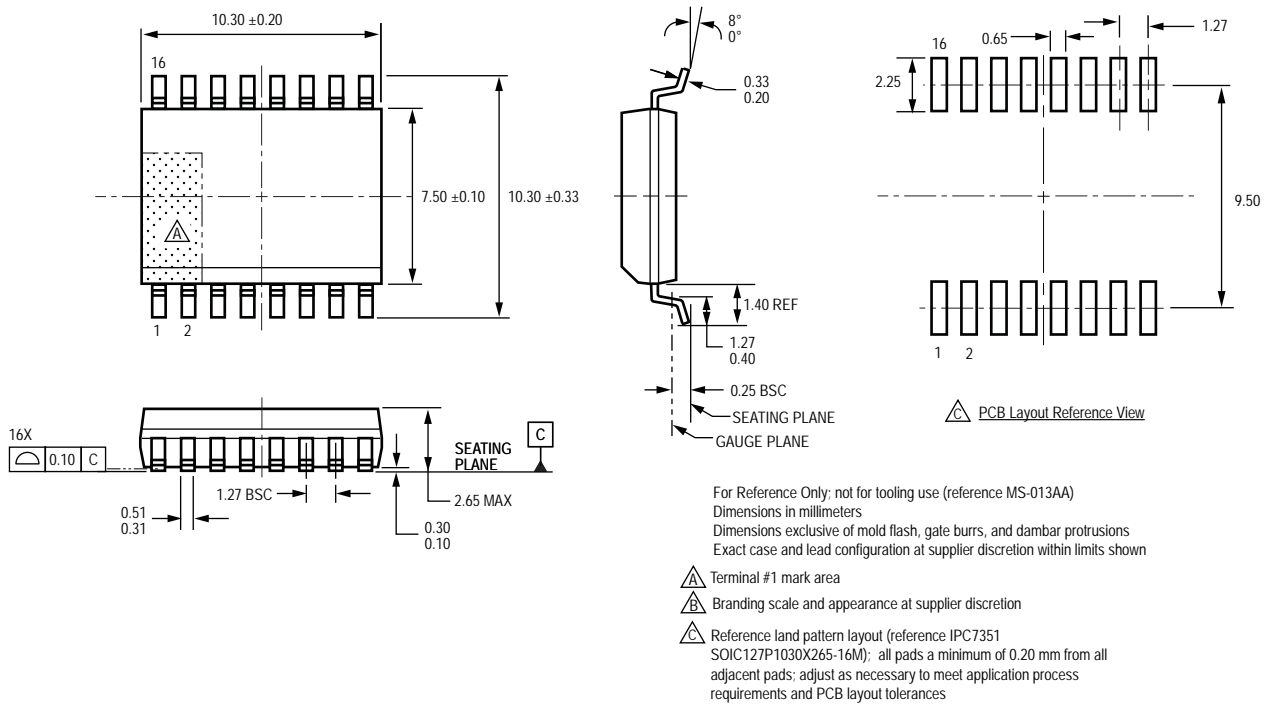 10.30 ±0.20
16
A
7.50 ±0.10
10.30 ±0.33
1 2
8°
0°
0.33
0.20
1.40 REF
1.27
0.40
0.25 BSC
SEATING PLANE
GAUGE PLANE
16
0.65
1.27
2.25
9.50
1 2
C PCB Layout Reference View
16X
0.10 C
SEATING
PLANE
C
1.27 BSC
2.65 MAX
0.51
0.31
0.30
0.10
For Reference Only; not for tooling use (reference MS-013AA)
Dimensions in millimeters
Dimensions exclusive of mold flash, gate burrs, and dambar protrusions
Exact case and lead configuration at supplier discretion within limits shown
A Terminal #1 mark area
B Branding scale and appearance at supplier discretion
C Reference land pattern layout (reference IPC7351
SOIC127P1030X265-16M); all pads a minimum of 0.20 mm from all
adjacent pads; adjust as necessary to meet application process
requirements and PCB layout tolerances